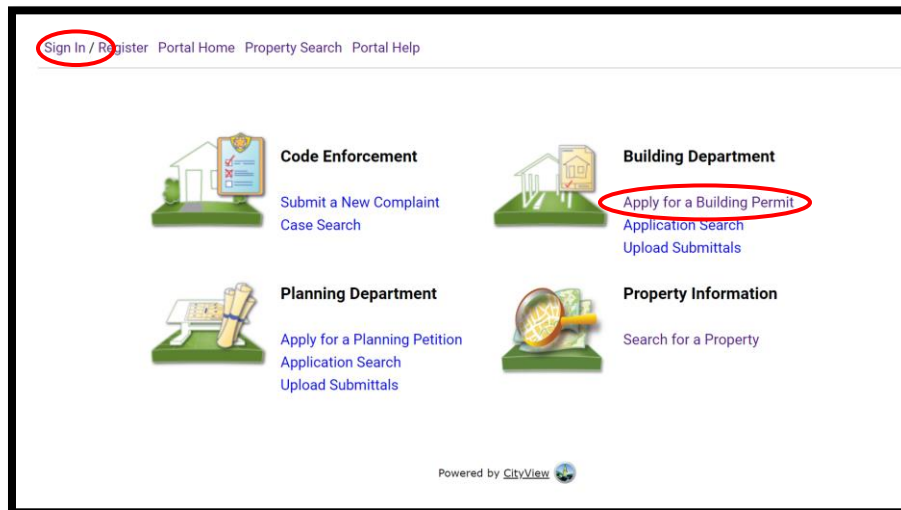 Sign In / Register Portal Home Property Search Portal Help
Code Enforcement
Submit a New Complaint
Case Search
Building Department
Apply for a Building Permit
Application Search
Upload Submittals
Planning Department
Apply for a Planning Petition
Application Search
Upload Submittals
Property Information
Search for a Property
Powered by CityView